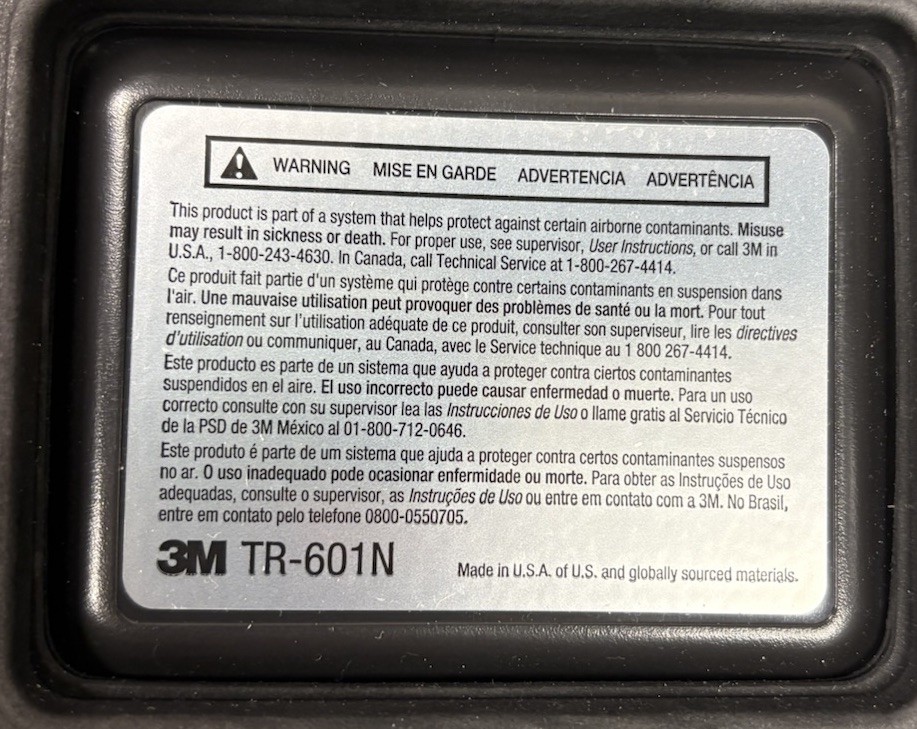 WARNING MISE EN GARDE ADVERTENCIA ADVERTÊNCIA
This product is part of a system that helps protect against certain airborne contaminants. Misuse
may result in sickness or death. For proper use, see supervisor, User Instructions, or call 3M in
U.S.A., 1-800-243-4630. In Canada, call Technical Service at 1-800-267-4414.
Ce produit fait partie d'un système qui protège contre certains contaminants en suspension dans
l'air. Une mauvaise utilisation peut provoquer des problèmes de santé ou la mort. Pour tout
renseignement sur l'utilisation adéquate de ce produit, consulter son superviseur, lire les directives
d'utilisation ou communiquer, au Canada, avec le Service technique au 1 800 267-4414.
Este producto es parte de un sistema que ayuda a proteger contra ciertos contaminantes
suspendidos en el aire. El uso incorrecto puede causar enfermedad o muerte. Para un uso
correcto consulte con su supervisor lea las Instrucciones de Uso o llame gratis al Servicio Técnico
de la PSD de 3M México al 01-800-712-0646.
Este produto é parte de um sistema que ajuda a proteger contra certos contaminantes suspensos
no ar. O uso inadequado pode ocasionar enfermidade ou morte. Para obter as Instruções de Uso
adequadas, consulte o supervisor, as Instruções de Uso ou entre em contato com a 3M. No Brasil,
entre em contato pelo telefone 0800-0550705.
3M TR-601N
Made in U.S.A. of U.S. and globally sourced materials.